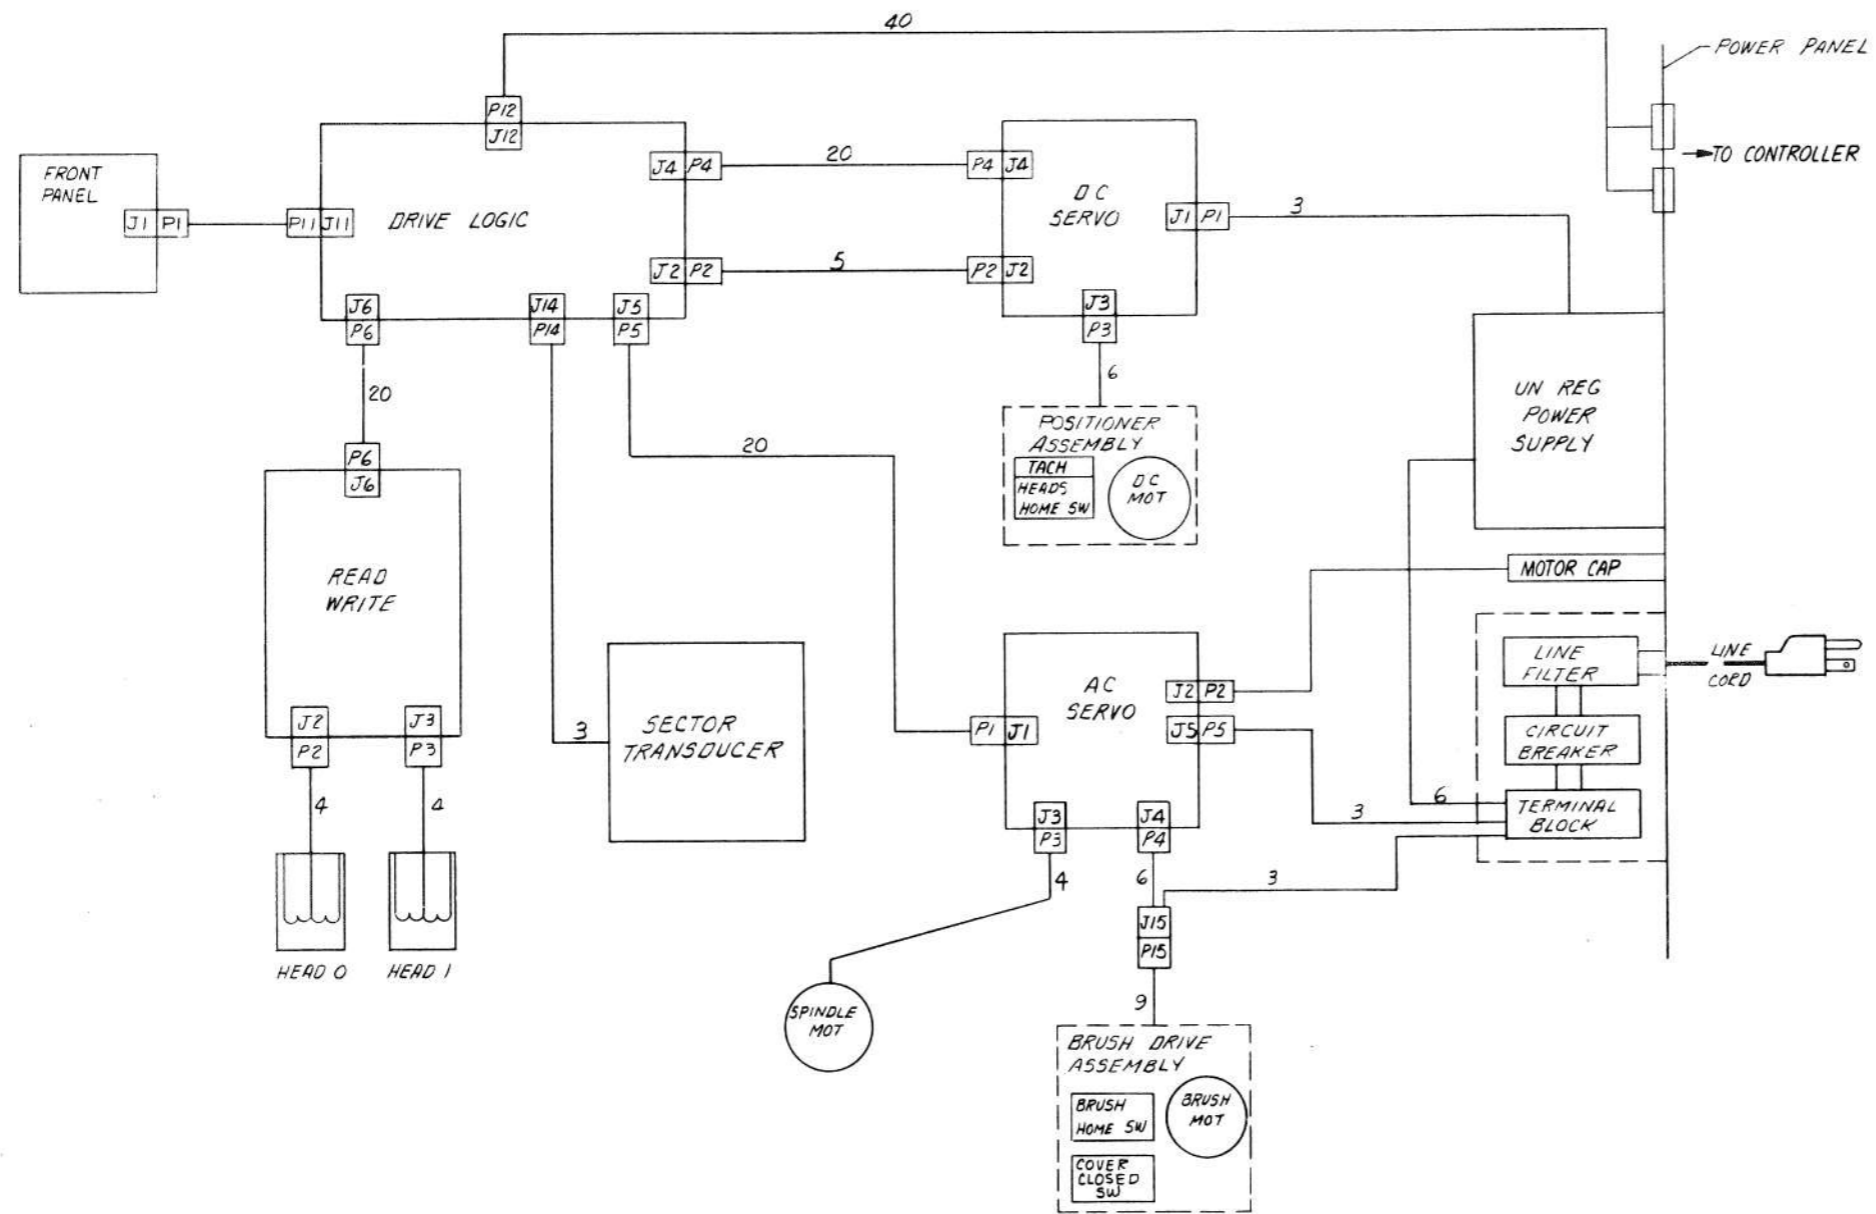 40
POWER PANEL
P12
J12
TO CONTROLLER
FRONT
PANEL
J1 P1
P11 J11
DRIVE LOGIC
J4 P4
20
P4 J4
DC
SERVO
J1 P1
3
J2 P2
5
P2 J2
J6
P6
J14
P14
J5
P5
J3
P3
20
6
UN REG
POWER
SUPPLY
POSITIONER
ASSEMBLY
TACH
HEADS
HOME SW
DC
MOT
20
P6
J6
READ
WRITE
MOTOR CAP
LINE
FILTER
LINE
CORD
AC
SERVO
J2 P2
P1 J1
J5 P5
CIRCUIT
BREAKER
SECTOR
TRANSDUCER
3
J2
P2
J3
P3
4
4
6
3
TERMINAL
BLOCK
J3
P3
J4
P4
4
6
3
J15
P15
HEAD 0
HEAD 1
9
SPINDLE
MOT
BRUSH DRIVE
ASSEMBLY
BRUSH
HOME SW
BRUSH
MOT
COVER
CLOSED
SW